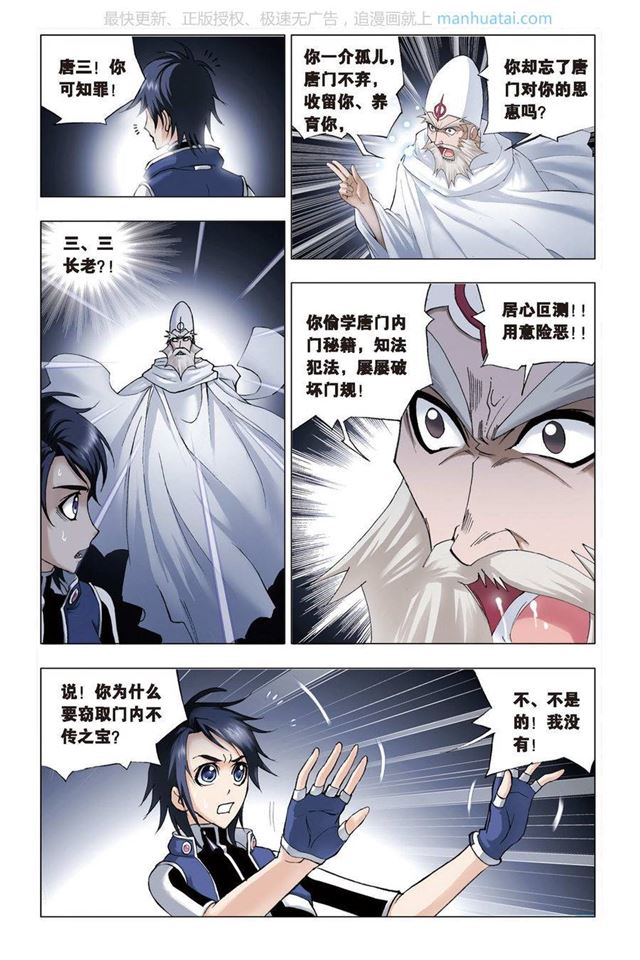 最快更新、正版授权、极速无广告，追漫画就上 manhuatai.com
唐三！你
可知罪！
你一介孤儿，
唐门不弃，
收留你、养
育你，
你却忘了唐
门对你的恩
惠吗？
三、三
长老？！
你偷学唐门内
门秘籍，知法
犯法，屡屡破
坏门规！
居心叵测！！
用意险恶！！
说！你为什么
要窃取门内不
传之宝？
不、不是
的！我没
有！